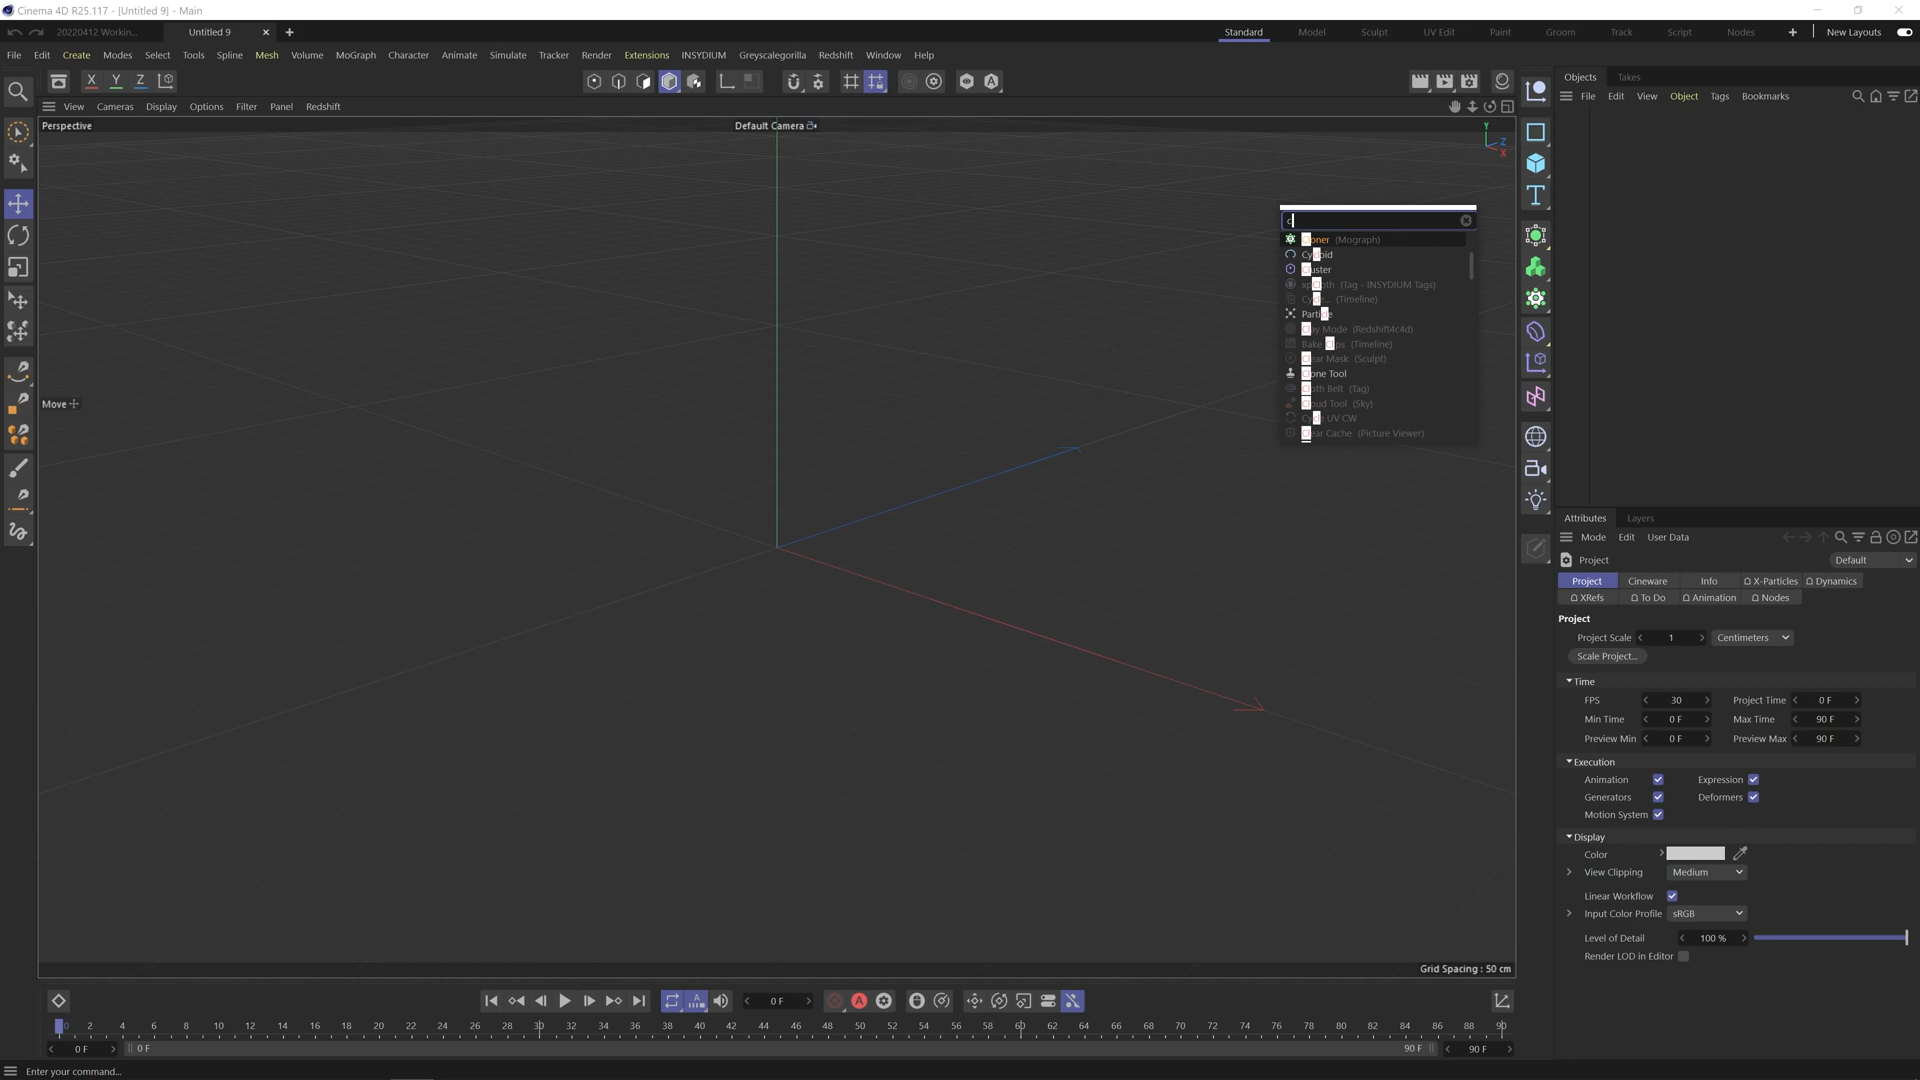 Cinema 4D R25.117 - [Untitled 9] - Main
20220412 Workin...
Untitled 9
Standard
Model
Sculpt
UV Edit
Paint
Groom
Track
Script
Nodes
New Layouts
File Edit Create Modes Select Tools Spline Mesh Volume MoGraph Character Animate Simulate Tracker Render Extensions INSYDIUM Greyscalegorilla Redshift Window Help
X Y Z
View Cameras Display Options Filter Panel Redshift
Perspective
Default Camera
Y
Z
X
Move
(Mograph)
(Tag - INSYDIUM Tags)
(Timeline)
(Redshift4c4d)
(Timeline)
(Sculpt)
(Tag)
(Sky)
(Picture Viewer)
Grid Spacing : 50 cm
Objects Takes
File Edit View Object Tags Bookmarks
Attributes Layers
Mode Edit User Data
Project
Default
Project Cineware Info X-Particles Dynamics
XRefs To Do Animation Nodes
Project
Project Scale 1 Centimeters
Scale Project...
Time
FPS 30 Project Time 0 F
Min Time 0 F Max Time 90 F
Preview Min 0 F Preview Max 90 F
Execution
Animation Expression
Generators Deformers
Motion System
Display
Color
View Clipping Medium
Linear Workflow
Input Color Profile sRGB
Level of Detail 100 %
Render LOD in Editor
0 F
0 2 4 6 8 10 12 14 16 18 20 22 24 26 28 30 32 34 36 38 40 42 44 46 48 50 52 54 56 58 60 62 64 66 68 70 72 74 76 78 80 82 84 86 88 90
0 F 0 F 90 F 90 F
Enter your command...